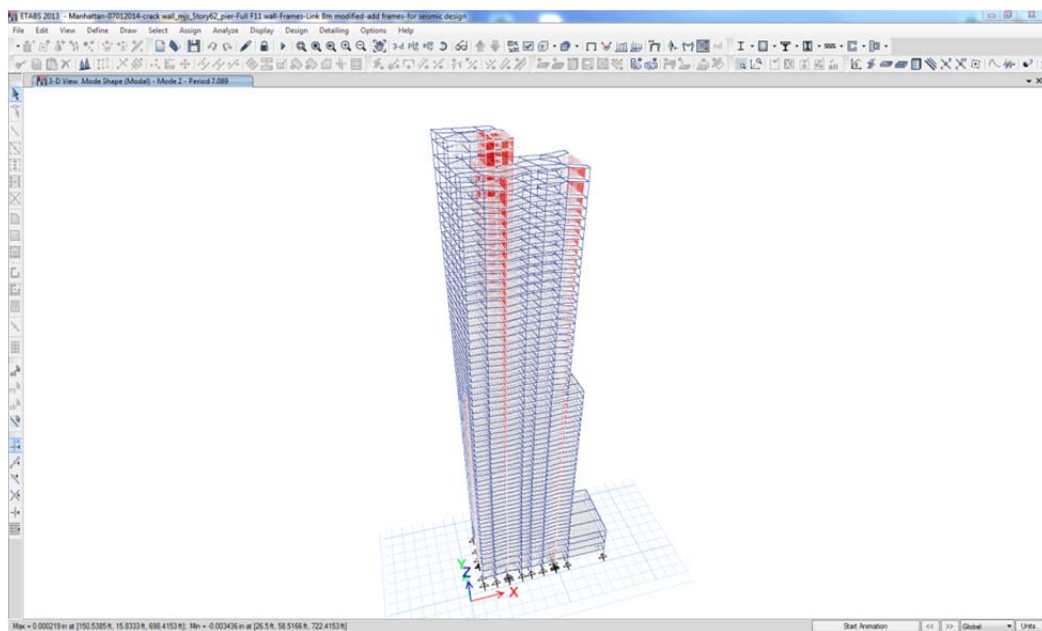 ETABS 2013 - Manhattan-07012014-crack wall_mjs_Story62_pier-Full F11 wall-Frames-Link Bm modified-add frames-for seismic design
File Edit View Define Draw Select Assign Analyze Display Design Detailing Options Help
3-d
3-D View Mode Shape (Modal) - Mode 2 - Period 7.089
Y
Z
X
Max = 0.000219 in at [150.5385 ft, 15.8333 ft, 698.4153 ft]; Min = -0.003436 in at [26.5 ft, 58.5166 ft, 722.4153 ft] Start Animation << >> Global Units